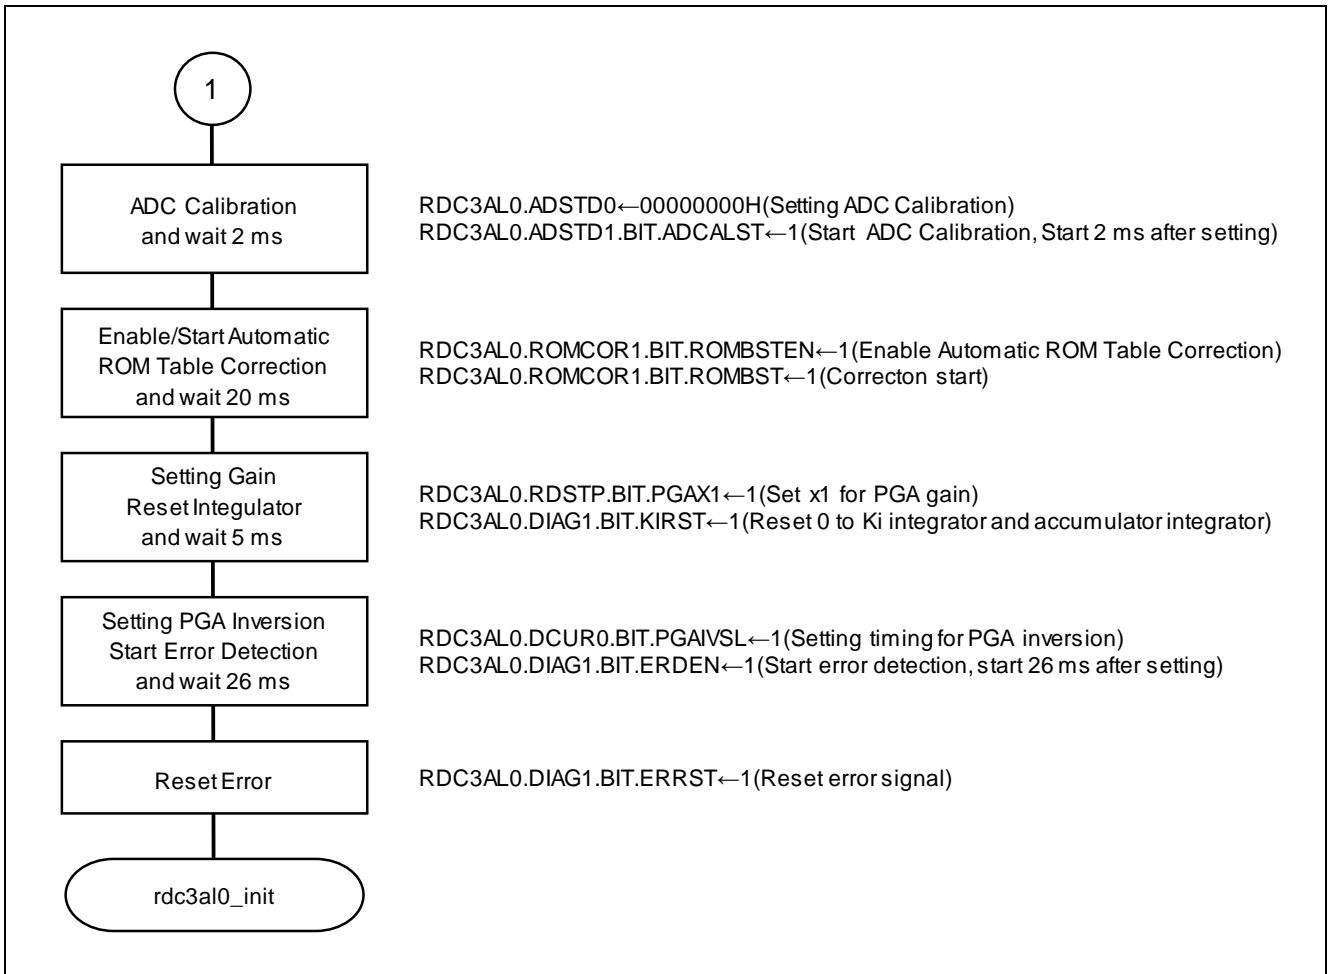 1
ADC Calibration
and wait 2 ms
RDC3AL0.ADSTD0←00000000H(Setting ADC Calibration)
RDC3AL0.ADSTD1.BIT.ADCALST←1(Start ADC Calibration, Start 2 ms after setting)
Enable/Start Automatic
ROM Table Correction
and wait 20 ms
RDC3AL0.ROMCOR1.BIT.ROMBSTEN←1(Enable Automatic ROM Table Correction)
RDC3AL0.ROMCOR1.BIT.ROMBST←1(Correcton start)
Setting Gain
Reset Integulator
and wait 5 ms
RDC3AL0.RDSTP.BIT.PGAX1←1(Set x1 for PGA gain)
RDC3AL0.DIAG1.BIT.KIRST←1(Reset 0 to Ki integrator and accumulator integrator)
Setting PGA Inversion
Start Error Detection
and wait 26 ms
RDC3AL0.DCUR0.BIT.PGAIVSL←1(Setting timing for PGA inversion)
RDC3AL0.DIAG1.BIT.ERDEN←1(Start error detection, start 26 ms after setting)
Reset Error
RDC3AL0.DIAG1.BIT.ERRST←1(Reset error signal)
rdc3al0_init